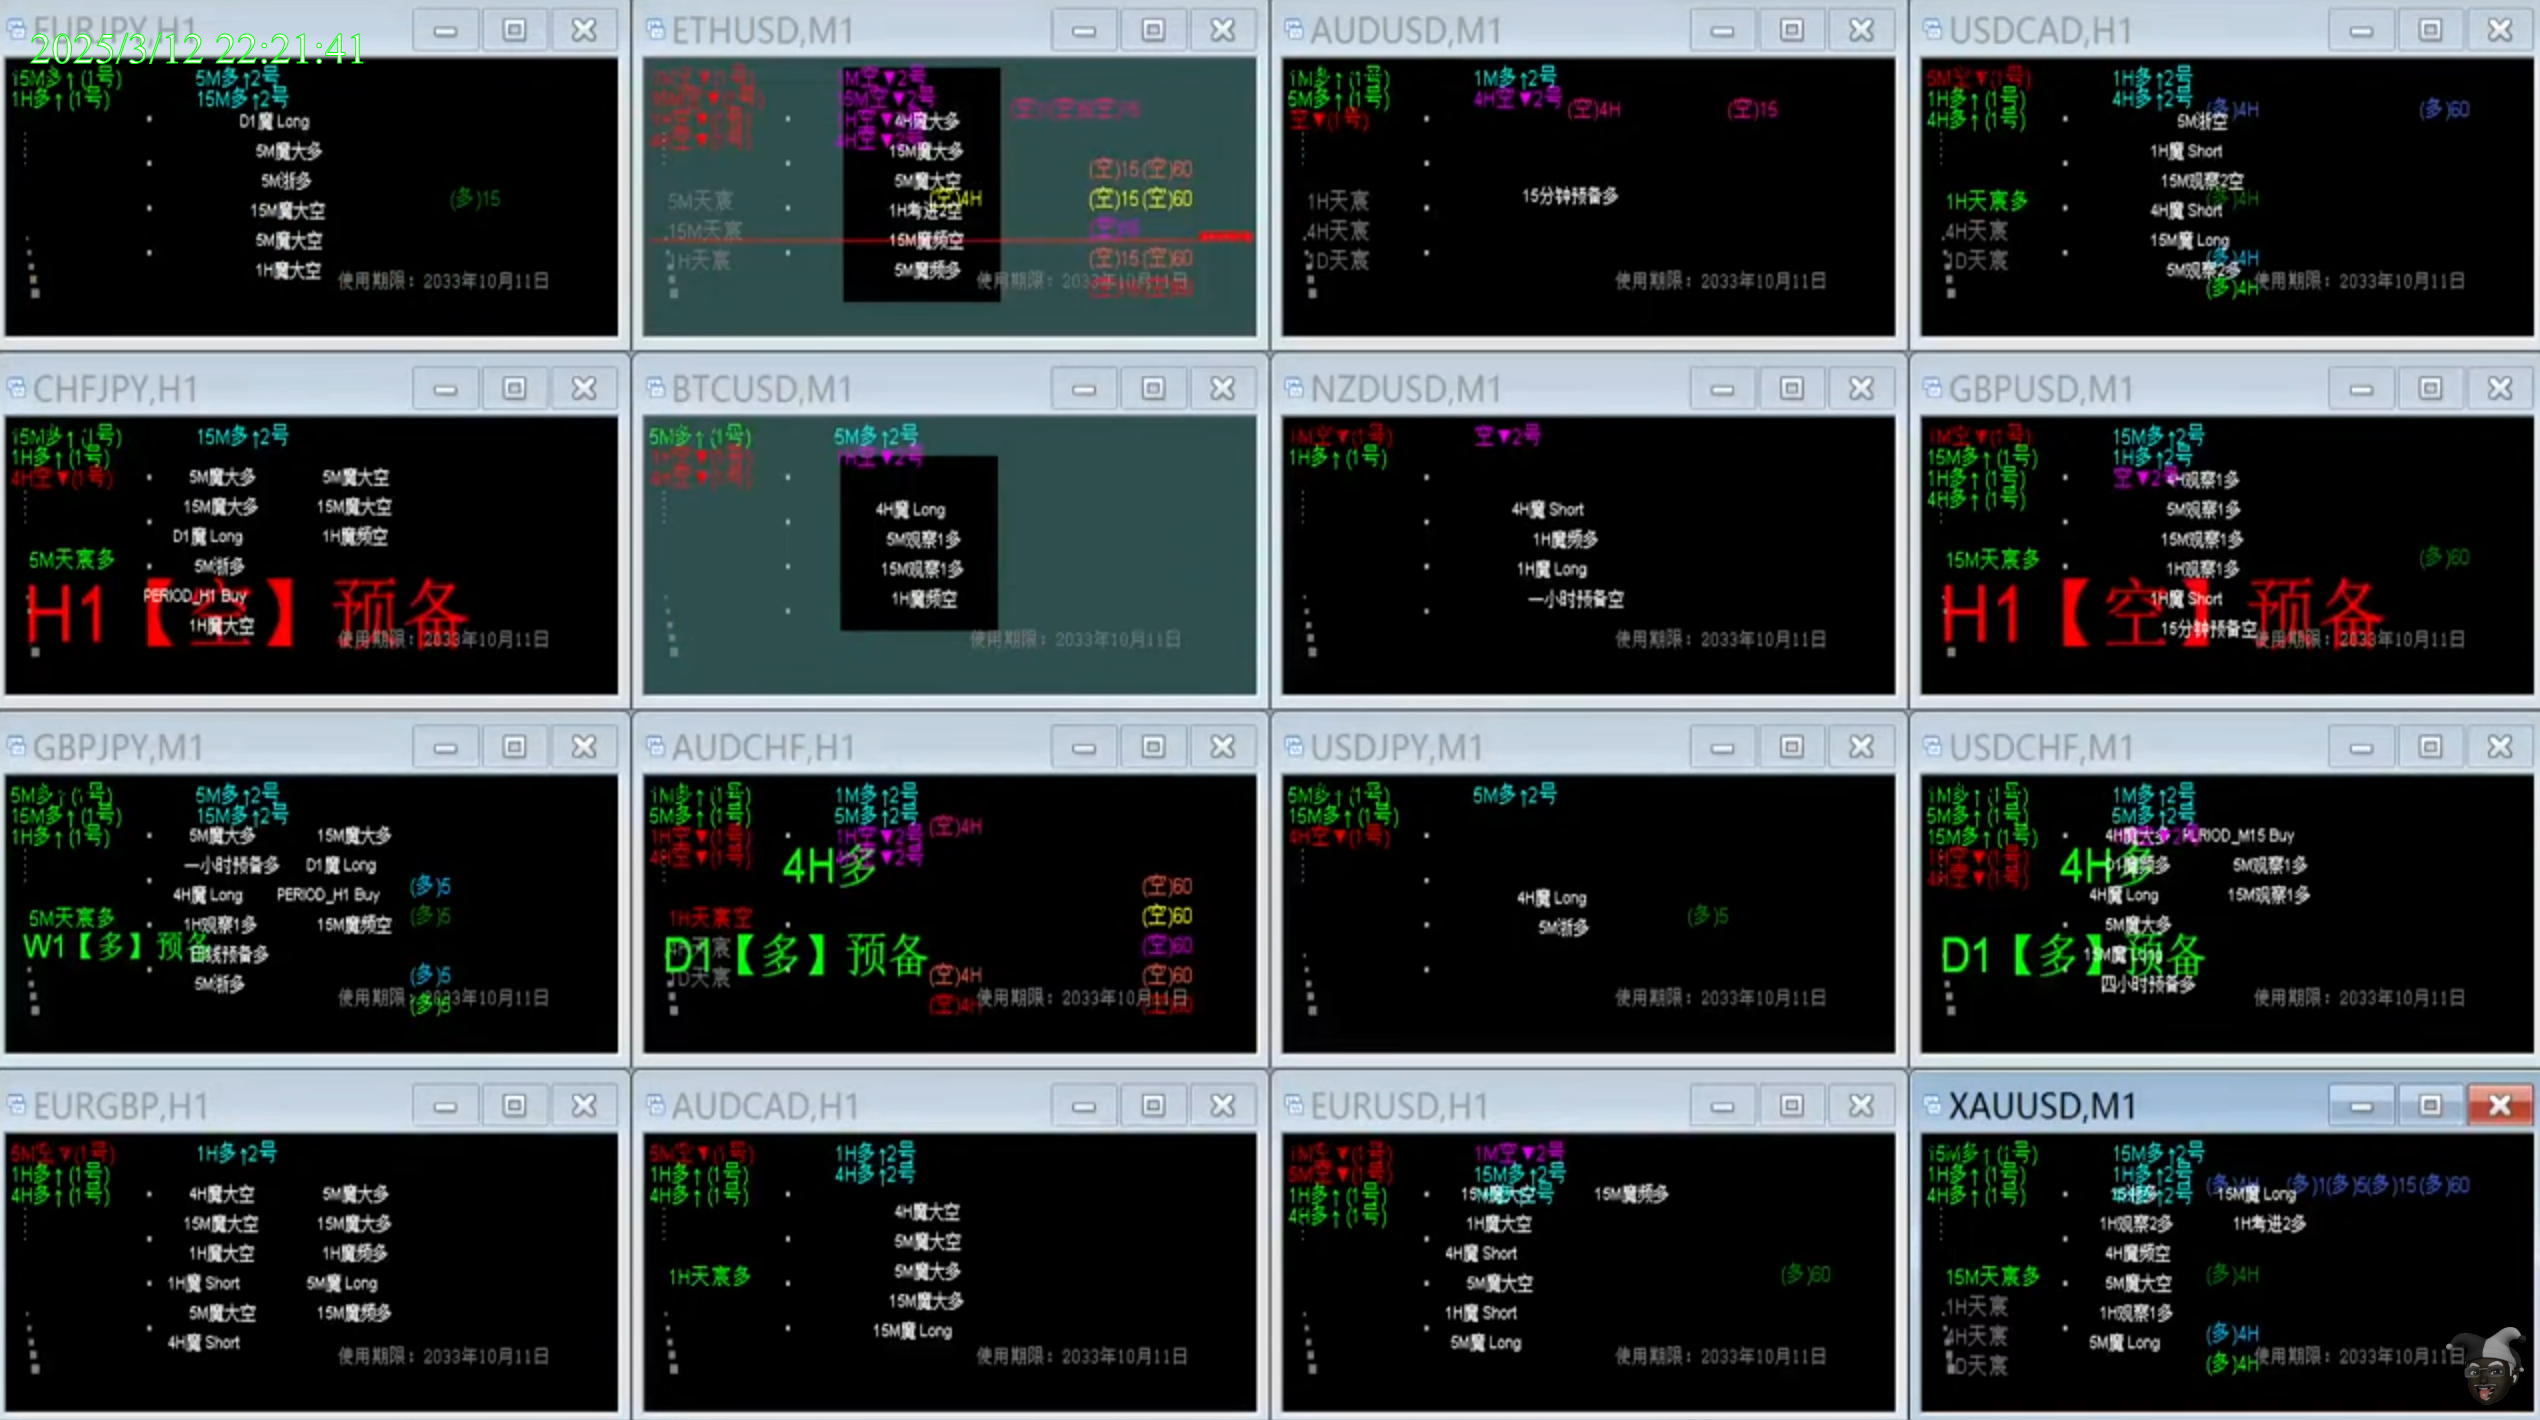 EURJPY,H1
2025/3/12 22:21:41
15M多↑(1号) 5M多↑2号
1H多↑(1号) 15M多↑2号
D1魔 Long
5M魔大多
5M浙多
(多)15
15M魔大空
5M魔大空
1H魔大空
使用期限：2033年10月11日
ETHUSD,M1
1M空▼2号
15M空▼2号
4H魔大多
15M魔大多
(空)15(空)60
5M魔大空
5M天宸
(空)4H
(空)15(空)60
1H考进2空
15M天宸
15M魔频空
1H天宸
(空)15(空)60
5M魔频多
使用期限：2033年10月11日
AUDUSD,M1
1M多↑(1号) 1M多↑2号
5M多↑(1号) 4H空▼2号 (空)4H (空)15
空▼(1号)
1H天宸
15分钟预备多
4H天宸
1D天宸
使用期限：2033年10月11日
USDCAD,H1
5M空▼(1号) 1H多↑2号
1H多↑(1号) 4H多↑2号 (多)4H (多)60
4H多↑(1号) 5M浙空
1H魔 Short
15M观察2空
1H天宸多 (多)4H
4H魔 Short
4H天宸
15M魔 Long
1D天宸 (多)4H
5M观察2多
(多)4H
使用期限：2033年10月11日
CHFJPY,H1
15M多↑(1号) 15M多↑2号
1H多↑(1号)
4H空▼(1号)
5M魔大多 5M魔大空
15M魔大多 15M魔大空
D1魔 Long 1H魔频空
5M天宸多
5M浙多
PERIOD_H1 Buy
H1【空】预备
1H魔大空
使用期限：2033年10月11日
BTCUSD,M1
5M多↑(1号) 5M多↑2号
1H空▼(1号) 1H空▼2号
4H空▼(1号)
4H魔 Long
5M观察1多
15M观察1多
1H魔频空
使用期限：2033年10月11日
NZDUSD,M1
1M空▼(1号) 空▼2号
1H多↑(1号)
4H魔 Short
1H魔频多
1H魔 Long
一小时预备空
使用期限：2033年10月11日
GBPUSD,M1
1M空▼(1号) 15M多↑2号
15M多↑(1号) 1H多↑2号
1H多↑(1号) 空▼2号
4H观察1多
4H多↑(1号)
5M观察1多
15M观察1多
15M天宸多 (多)60
1H观察1多
1H魔 Short
H1【空】预备
15分钟预备空
使用期限：2033年10月11日
GBPJPY,M1
5M多↑(1号) 5M多↑2号
15M多↑(1号) 15M多↑2号
1H多↑(1号)
5M魔大多 15M魔大多
一小时预备多 D1魔 Long
4H魔 Long PERIOD_H1 Buy (多)5
5M天宸多 (多)5
1H观察1多 15M魔频空
W1【多】预备
日线预备多
(多)5
5M浙多
(多)5
使用期限：2033年10月11日
AUDCHF,H1
1M多↑(1号) 1M多↑2号
5M多↑(1号) 5M多↑2号
1H空▼(1号) 1H空▼2号 (空)4H
4H空▼(1号) 4H空▼2号
4H多
(空)60
1H天宸空 (空)60
4H天宸 (空)60
D1【多】预备
1D天宸
(空)4H (空)60
(空)4H (空)60
使用期限：2033年10月11日
USDJPY,M1
5M多↑(1号) 5M多↑2号
15M多↑(1号)
4H空▼(1号)
4H魔 Long
5M浙多
(多)5
使用期限：2033年10月11日
USDCHF,M1
1M多↑(1号) 1M多↑2号
5M多↑(1号) 5M多↑2号
15M多↑(1号)
4H魔大多 PERIOD_M15 Buy
1H空▼(1号)
4H空▼(1号)
4H多
D1魔频多 5M观察1多
4H魔 Long 15M观察1多
5M魔大多
D1【多】预备
15M魔 Long
四小时预备多
使用期限：2033年10月11日
EURGBP,H1
5M空▼(1号) 1H多↑2号
1H多↑(1号)
4H多↑(1号)
4H魔大空 5M魔大多
15M魔大空 15M魔大多
1H魔大空 1H魔频多
1H魔 Short 5M魔 Long
5M魔大空 15M魔频多
4H魔 Short
使用期限：2033年10月11日
AUDCAD,H1
5M空▼(1号) 1H多↑2号
1H多↑(1号) 4H多↑2号
4H多↑(1号)
4H魔大空
5M魔大空
1H天宸多
5M魔大多
15M魔大多
15M魔 Long
使用期限：2033年10月11日
EURUSD,H1
1M空▼(1号) 1M空▼2号
5M空▼(1号) 15M多↑2号
1H多↑(1号)
15M魔大空 15M魔频多
4H多↑(1号)
1H魔大空
4H魔 Short
(多)60
5M魔大空
1H魔 Short
5M魔 Long
使用期限：2033年10月11日
XAUUSD,M1
15M多↑(1号) 15M多↑2号
1H多↑(1号) 1H多↑2号
(多)4H (多)1(多)5(多)15(多)60
4H多↑(1号) 15M魔 Long
1H观察2多 1H考进2多
4H魔频空
15M天宸多 (多)4H
5M魔大空
1H天宸
1H观察1多
4H天宸 (多)4H
5M魔 Long
1D天宸 (多)4H
使用期限：2033年10月11日